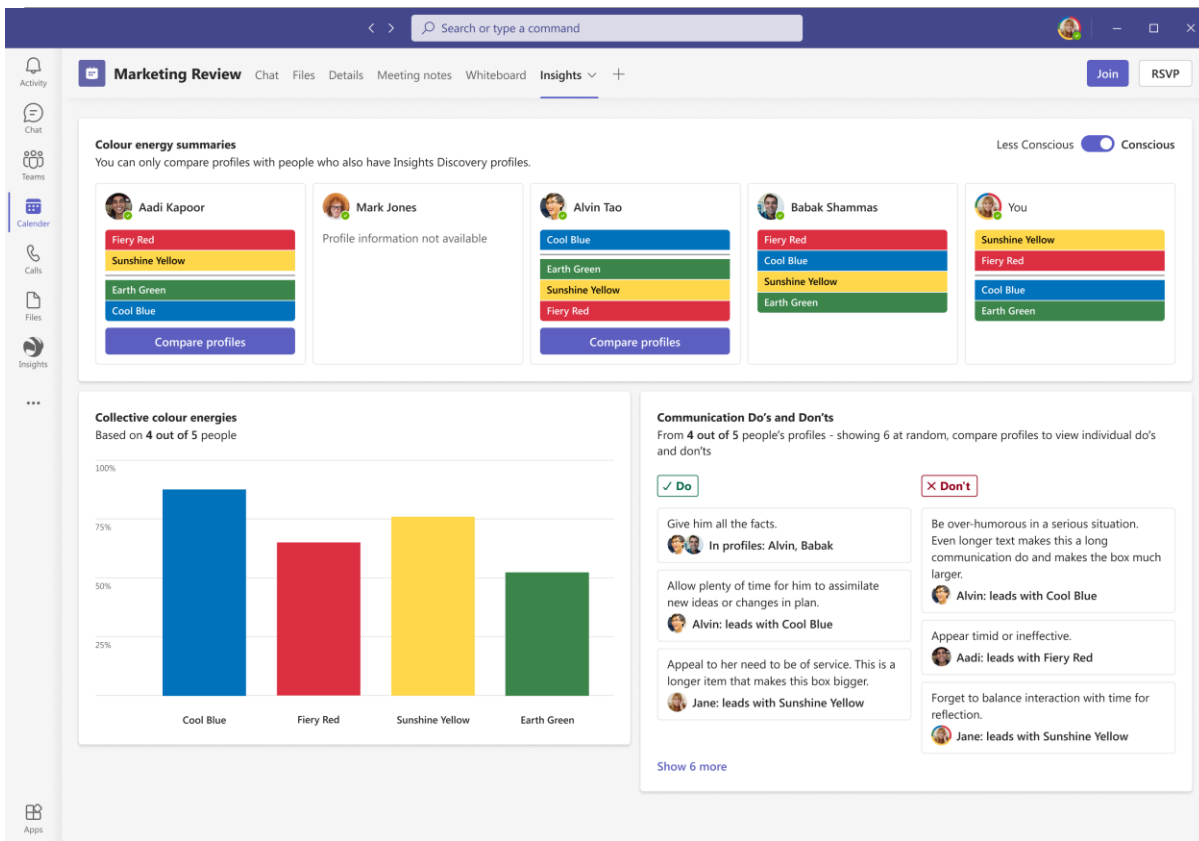 Search or type a command
Activity
Chat
Teams
Calender
Calls
Files
Insights
Apps
Marketing Review Chat Files Details Meeting notes Whiteboard Insights
Join RSVP
Colour energy summaries
You can only compare profiles with people who also have Insights Discovery profiles.
Less Conscious Conscious
Aadi Kapoor
Fiery Red
Sunshine Yellow
Earth Green
Cool Blue
Compare profiles
Mark Jones
Profile information not available
Alvin Tao
Cool Blue
Earth Green
Sunshine Yellow
Fiery Red
Compare profiles
Babak Shammas
Fiery Red
Cool Blue
Sunshine Yellow
Earth Green
You
Sunshine Yellow
Fiery Red
Cool Blue
Earth Green
Collective colour energies
Based on 4 out of 5 people
100%
75%
50%
25%
Cool Blue Fiery Red Sunshine Yellow Earth Green
Communication Do's and Don'ts
From 4 out of 5 people's profiles - showing 6 at random, compare profiles to view individual do's
and don'ts
Do
Give him all the facts.
In profiles: Alvin, Babak
Allow plenty of time for him to assimilate
new ideas or changes in plan.
Alvin: leads with Cool Blue
Appeal to her need to be of service. This is a
longer item that makes this box bigger.
Jane: leads with Sunshine Yellow
Don't
Be over-humorous in a serious situation.
Even longer text makes this a long
communication do and makes the box much
larger.
Alvin: leads with Cool Blue
Appear timid or ineffective.
Aadi: leads with Fiery Red
Forget to balance interaction with time for
reflection.
Jane: leads with Sunshine Yellow
Show 6 more